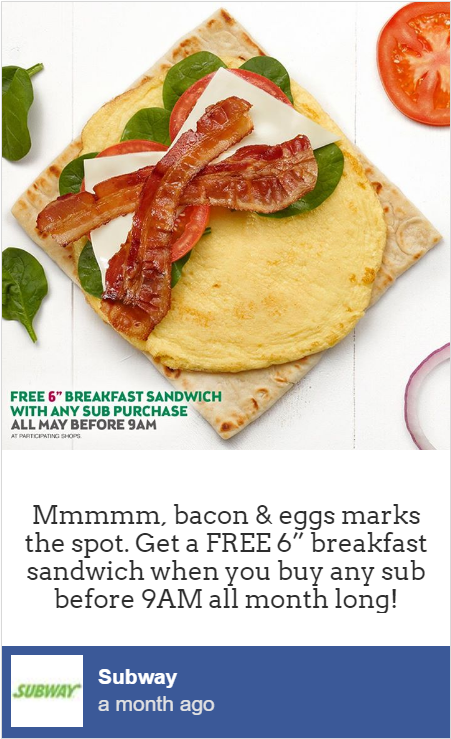 FREE 6” BREAKFAST SANDWICH
WITH ANY SUB PURCHASE
ALL MAY BEFORE 9AM
AT PARTICIPATING SHOPS.
Mmmmm, bacon & eggs marks
the spot. Get a FREE 6” breakfast
sandwich when you buy any sub
before 9AM all month long!
SUBWAY
Subway
a month ago